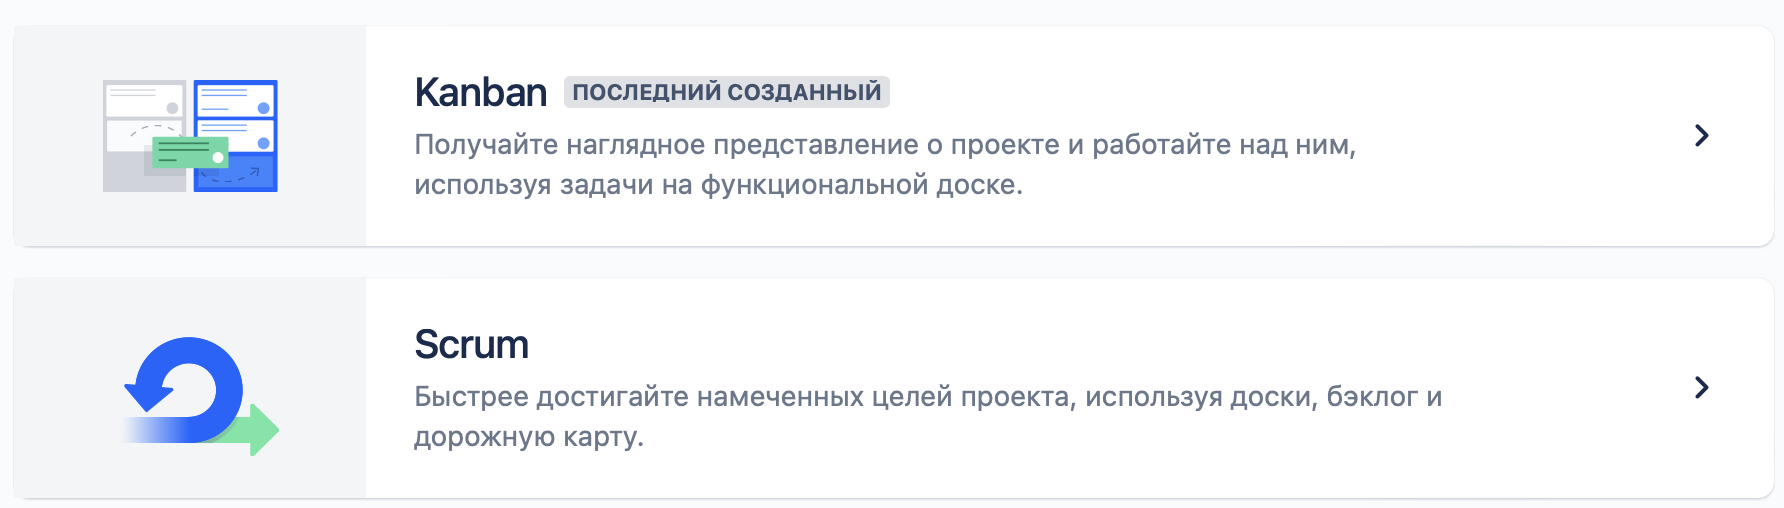 Kanban ПОСЛЕДНИЙ СОЗДАННЫЙ
Получайте наглядное представление о проекте и работайте над ним,
используя задачи на функциональной доске.
Scrum
Быстрее достигайте намеченных целей проекта, используя доски, бэклог и
дорожную карту.